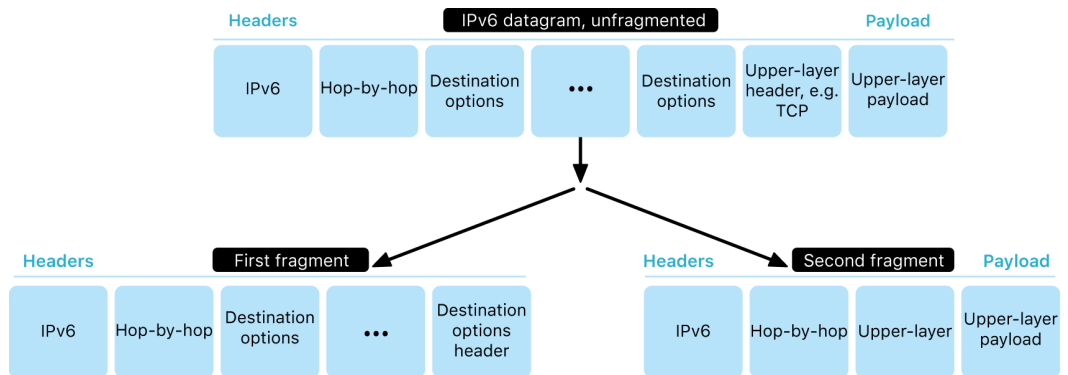 Headers
IPv6 datagram, unfragmented
Payload
IPv6
Hop-by-hop
Destination
options
...
Destination
options
Upper-layer
header, e.g.
TCP
Upper-layer
payload
Headers
First fragment
IPv6
Hop-by-hop
Destination
options
...
Destination
options
header
Headers
Second fragment
Payload
IPv6
Hop-by-hop
Upper-layer
Upper-layer
payload